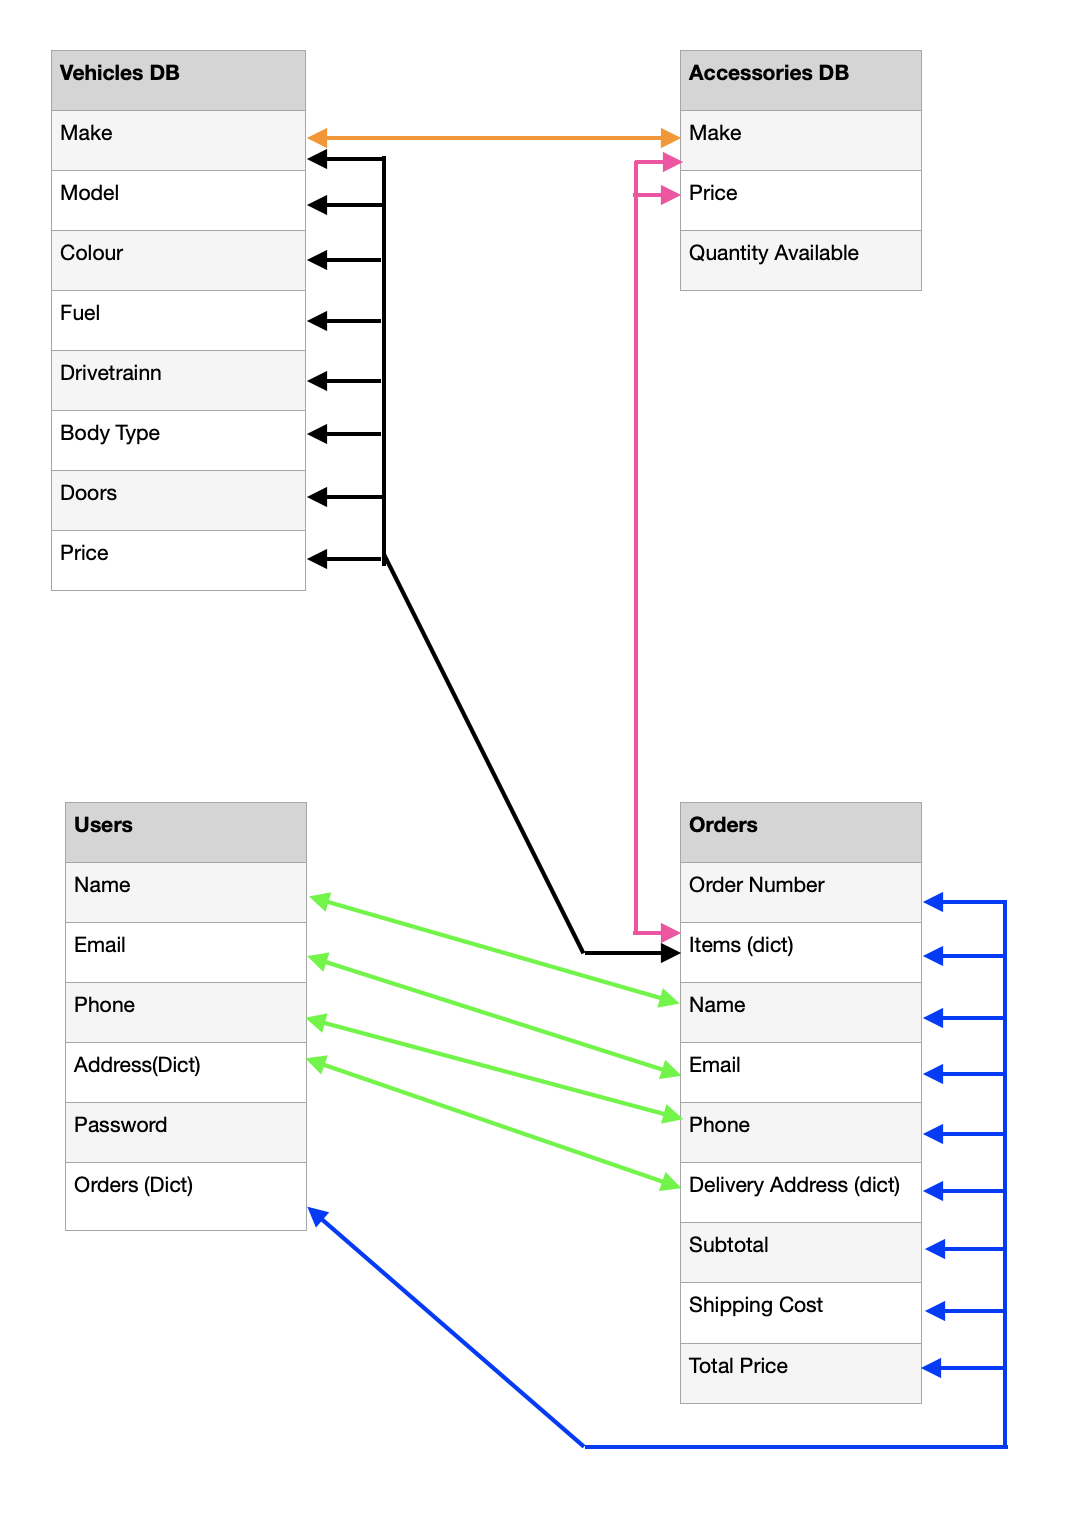 Vehicles DB
Make
Model
Colour
Fuel
Drivetrainn
Body Type
Doors
Price
Accessories DB
Make
Price
Quantity Available
Users
Name
Email
Phone
Address(Dict)
Password
Orders (Dict)
Orders
Order Number
Items (dict)
Name
Email
Phone
Delivery Address (dict)
Subtotal
Shipping Cost
Total Price